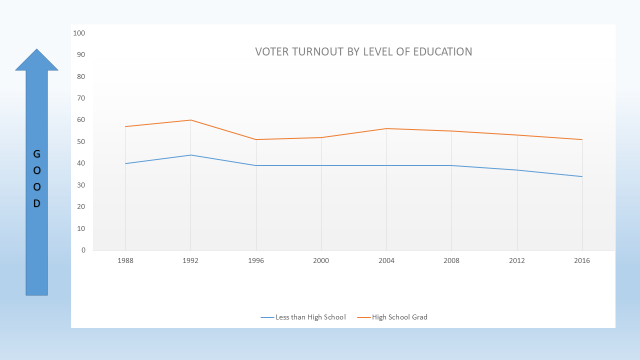 VOTER TURNOUT BY LEVEL OF EDUCATION
100
90
80
70
60
50
40
30
20
10
0
1988 1992 1996 2000 2004 2008 2012 2016
Less than High School High School Grad
G
O
O
D